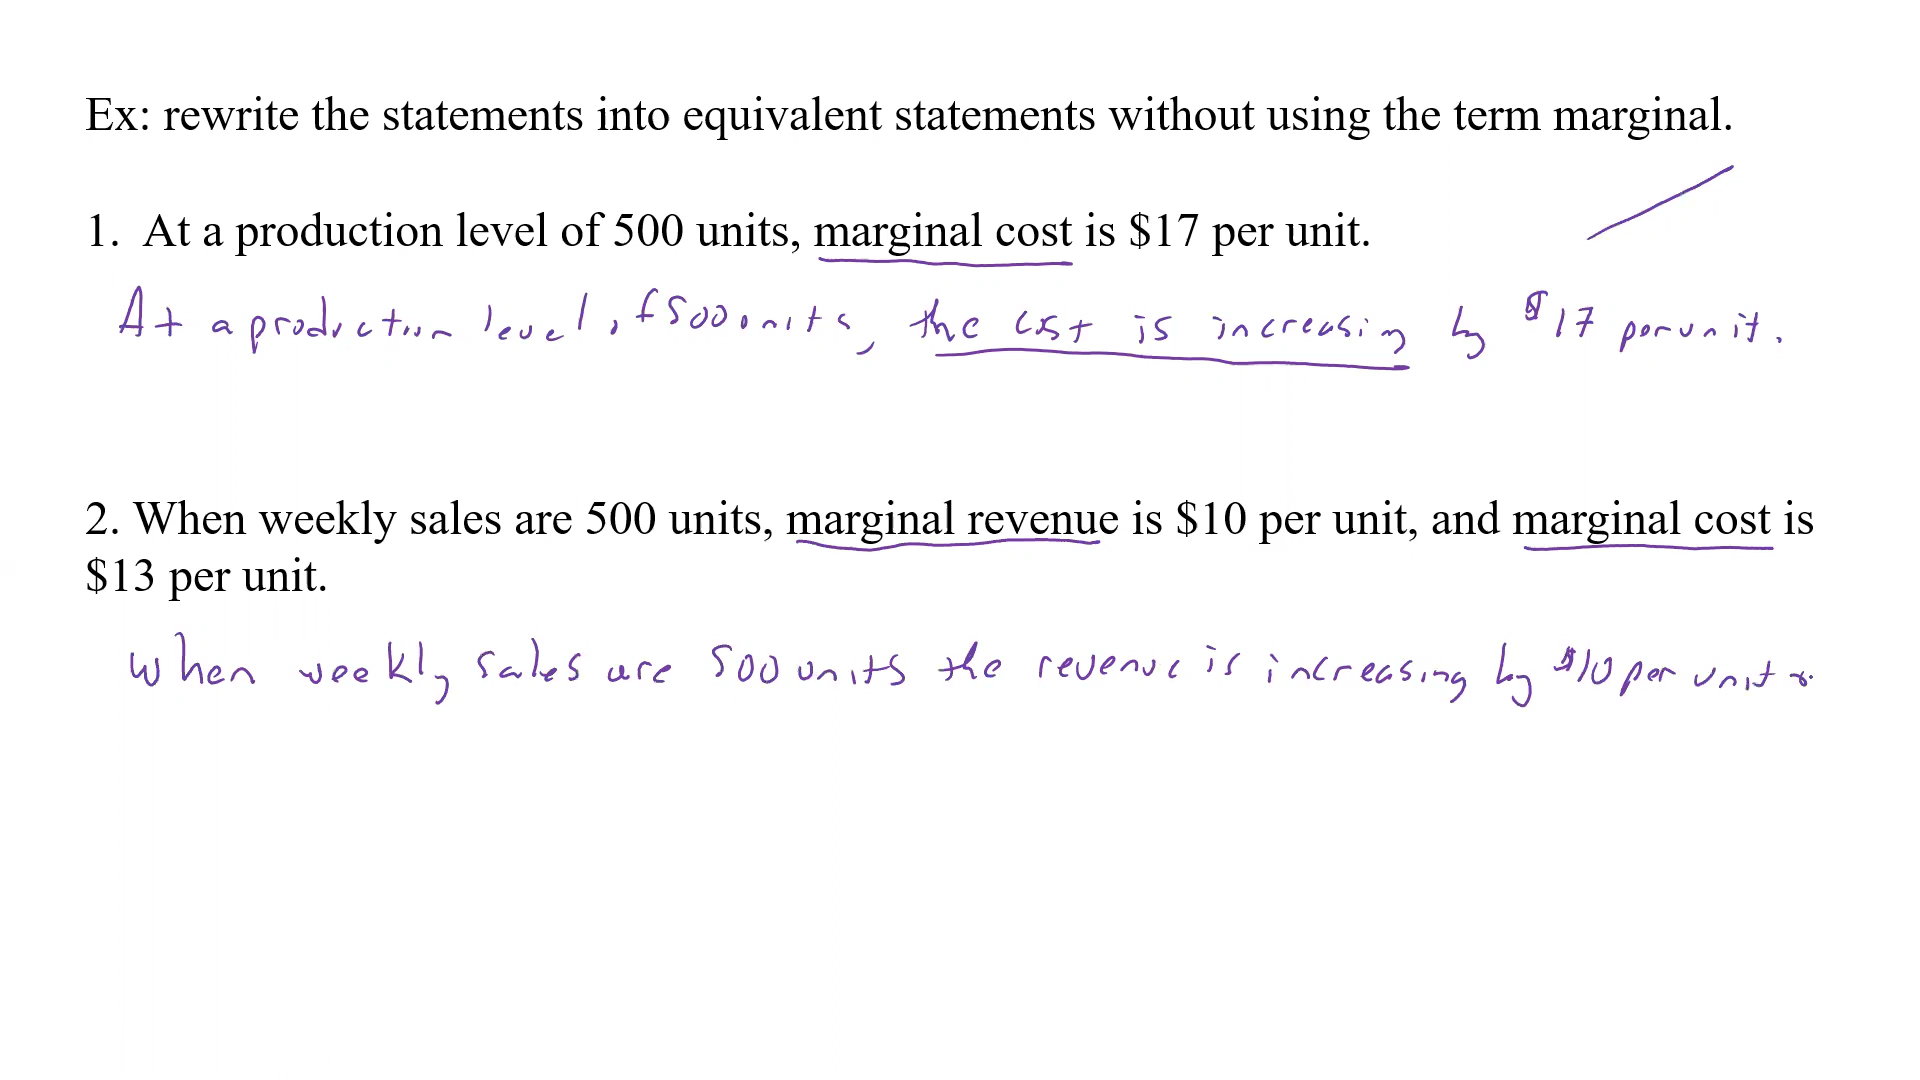 Ex: rewrite the statements into equivalent statements without using the term marginal.
1. At a production level of 500 units, marginal cost is $17 per unit.
At a production level of 500 units, the cost is increasing by $17 per unit.
2. When weekly sales are 500 units, marginal revenue is $10 per unit, and marginal cost is
$13 per unit.
When weekly sales are 500 units the revenue is increasing by $10 per unit